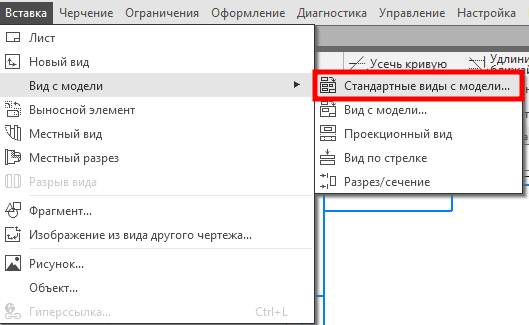 Вставка Черчение Ограничения Оформление Диагностика Управление Настройка
Усечь кривую
Лист
Новый вид
Вид с модели
Выносной элемент
Местный вид
Местный разрез
Разрыв вида
Фрагмент...
Изображение из вида другого чертежа...
Рисунок...
Объект...
Гиперссылка... Ctrl+L
Стандартные виды с модели...
Вид с модели...
Проекционный вид
Вид по стрелке
Разрез/сечение